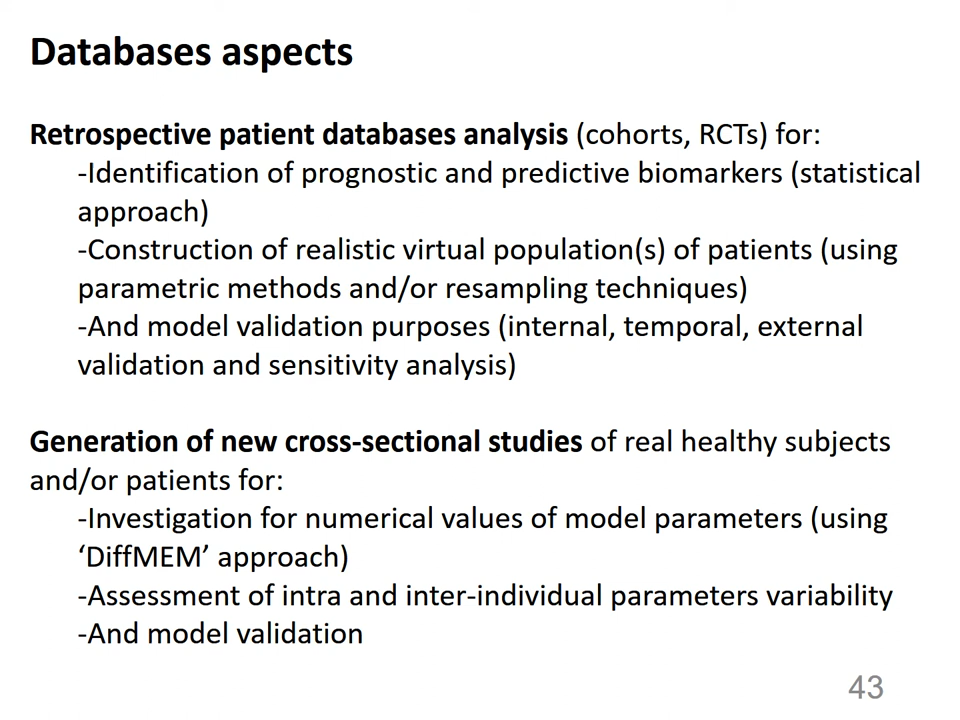 Databases aspects
Retrospective patient databases analysis (cohorts, RCTs) for:
-Identification of prognostic and predictive biomarkers (statistical
approach)
-Construction of realistic virtual population(s) of patients (using
parametric methods and/or resampling techniques)
-And model validation purposes (internal, temporal, external
validation and sensitivity analysis)
Generation of new cross-sectional studies of real healthy subjects
and/or patients for:
-Investigation for numerical values of model parameters (using
‘DiffMEM’ approach)
-Assessment of intra and inter-individual parameters variability
-And model validation
43